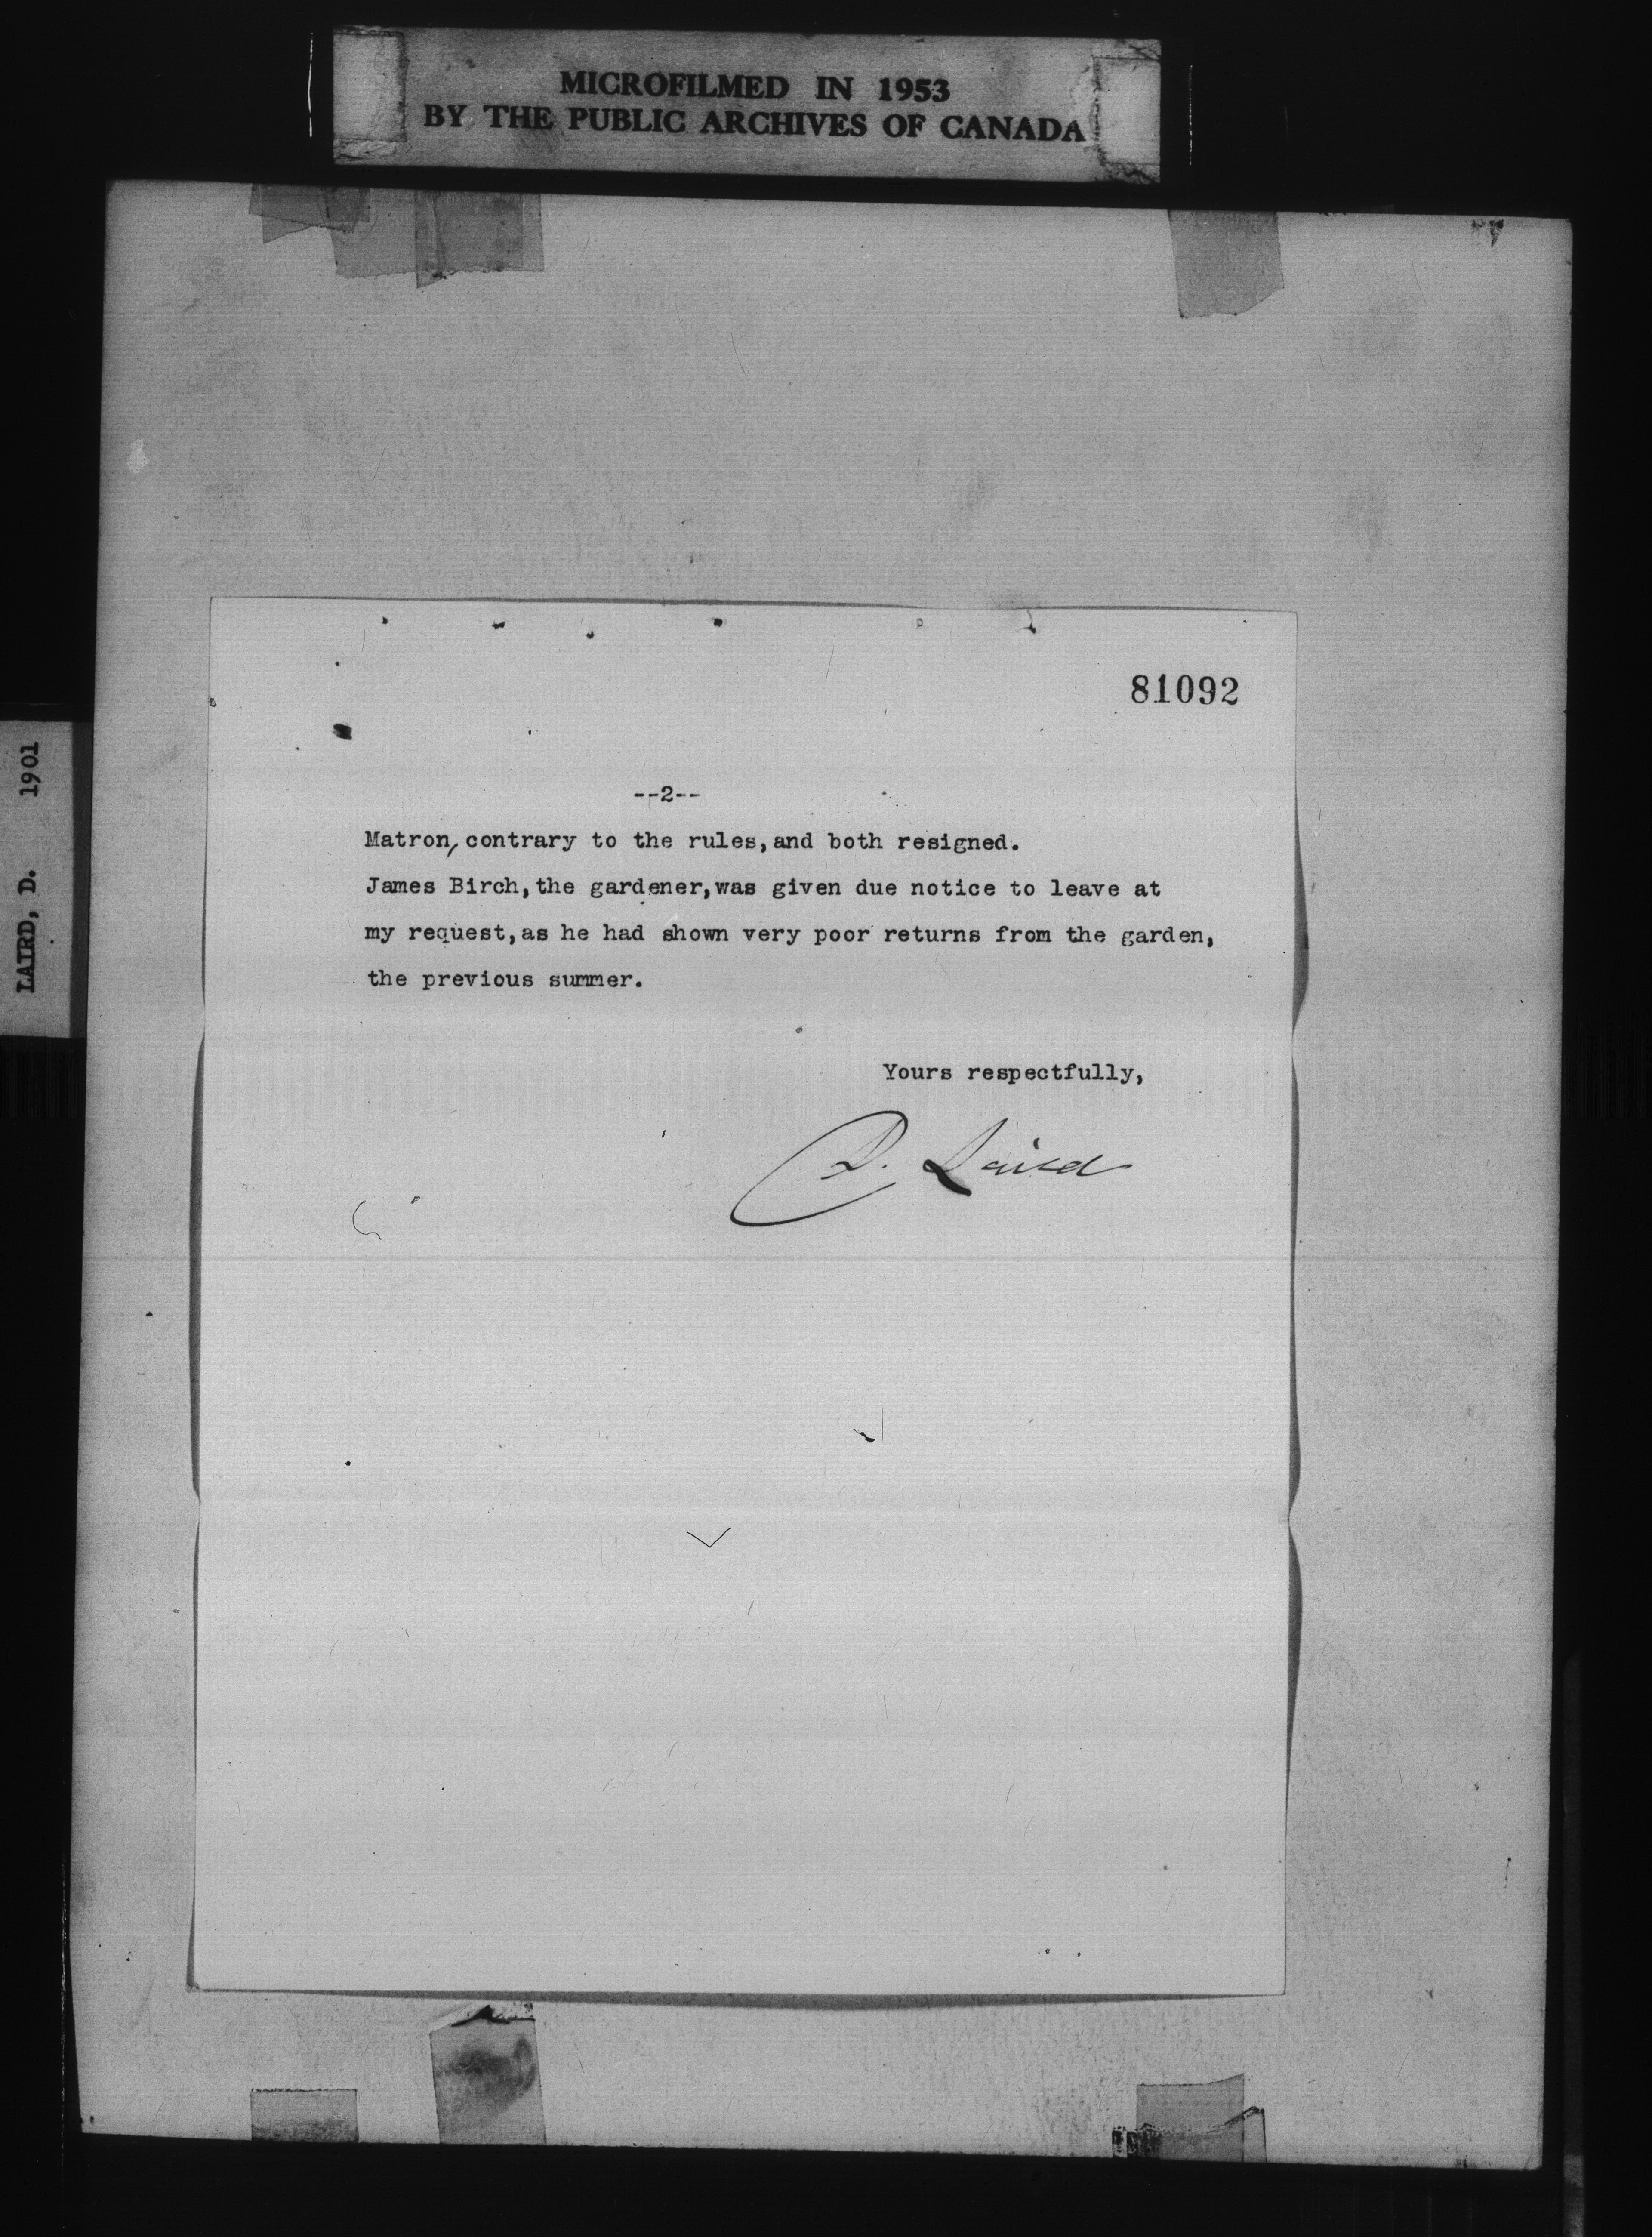 MICROFILMED IN 1953
BY THE PUBLIC ARCHIVES OF CANADA
LAIRD, D. 1901
81092
--2--
Matron, contrary to the rules,and both resigned.
James Birch,the gardener,was given due notice to leave at
my request,as he had shown very poor returns from the garden,
the previous summer.
Yours respectfully,
D. Laird